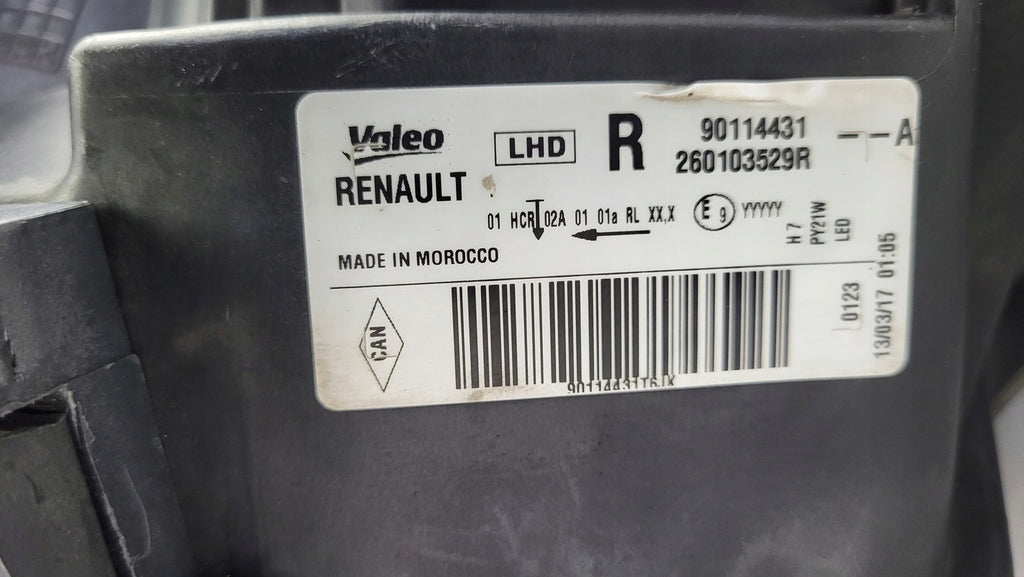 Valeo
RENAULT
LHD
R
90114431
260103529R
--A
01 HCR 02A 01 01a RL XX,X
E9 YYYYY
H7
PY21W
LED
MADE IN MOROCCO
CAN
0123
13/03/17 01:05